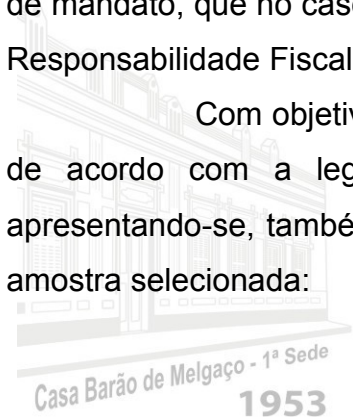 de mandato, que no caso
Responsabilidade Fiscal
Com objetiv
de acordo com a leg
apresentando-se, també
amostra selecionada:
Casa Barão de Melgaço - 1ª Sede
1953